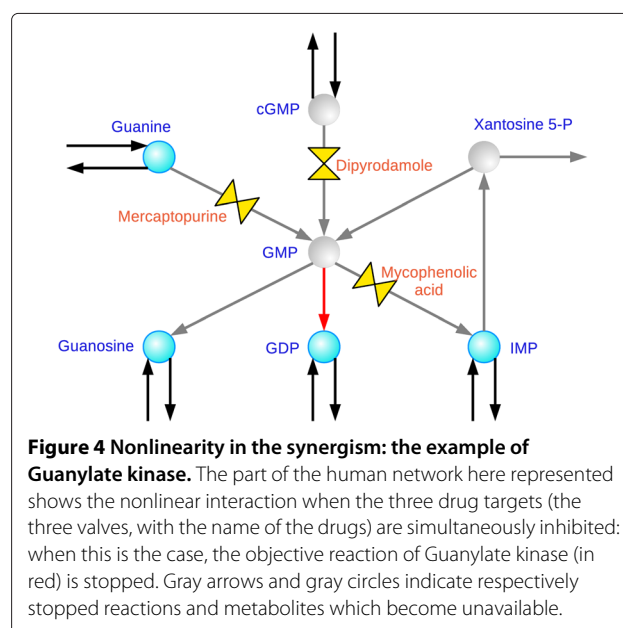 cGMP
Guanine
Xantosine 5-P
Dipyrodamole
Mercaptopurine
GMP
Mycophenolic
acid
Guanosine
GDP
IMP
Figure 4 Nonlinearity in the synergism: the example of
Guanylate kinase. The part of the human network here represented
shows the nonlinear interaction when the three drug targets (the
three valves, with the name of the drugs) are simultaneously inhibited:
when this is the case, the objective reaction of Guanylate kinase (in
red) is stopped. Gray arrows and gray circles indicate respectively
stopped reactions and metabolites which become unavailable.